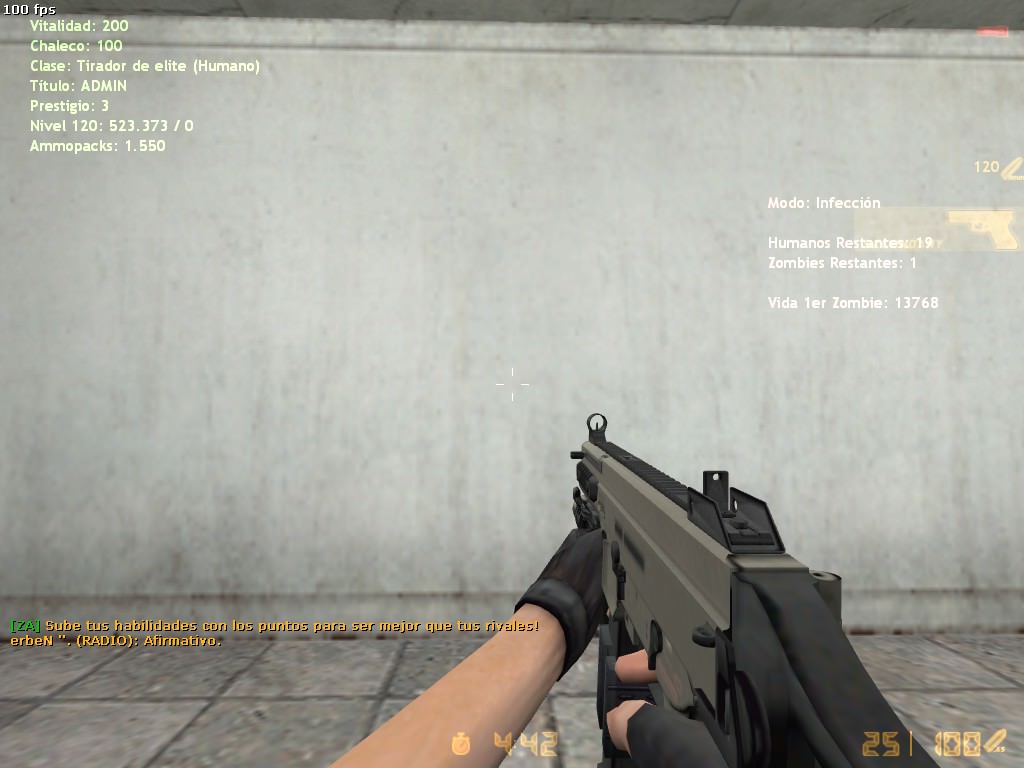 100 fps
Vitalidad: 200
Chaleco: 100
Clase: Tirador de elite (Humano)
Título: ADMIN
Prestigio: 3
Nivel 120: 523.373 / 0
Ammopacks: 1.550
120
Modo: Infección
Humanos Restantes: 19
Zombies Restantes: 1
Vida 1er Zombie: 13768
[ZA] Sube tus habilidades con los puntos para ser mejor que tus rivales!
erbeN ". (RADIO): Afirmativo.
4:42
25 | 100